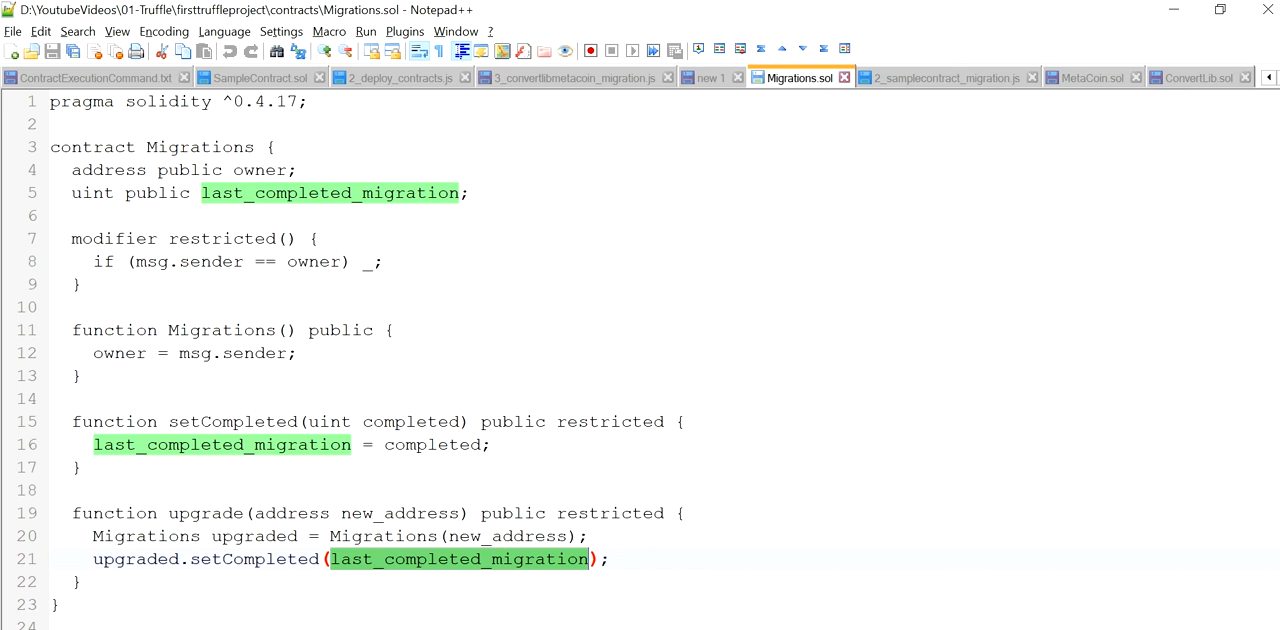 D:\YoutubeVideos\01-Truffle\firsttruffleproject\contracts\Migrations.sol - Notepad++
File Edit Search View Encoding Language Settings Macro Run Plugins Window ?
ContractExecutionCommand.txt SampleContract.sol 2_deploy_contracts.js 3_convertlibmetacoin_migration.js new 1 Migrations.sol 2_samplecontract_migration.js MetaCoin.sol ConvertLib.sol
1 pragma solidity ^0.4.17;
2
3 contract Migrations {
4 address public owner;
5 uint public last_completed_migration;
6
7 modifier restricted() {
8 if (msg.sender == owner) _;
9 }
10
11 function Migrations() public {
12 owner = msg.sender;
13 }
14
15 function setCompleted(uint completed) public restricted {
16 last_completed_migration = completed;
17 }
18
19 function upgrade(address new_address) public restricted {
20 Migrations upgraded = Migrations(new_address);
21 upgraded.setCompleted(last_completed_migration);
22 }
23 }
24